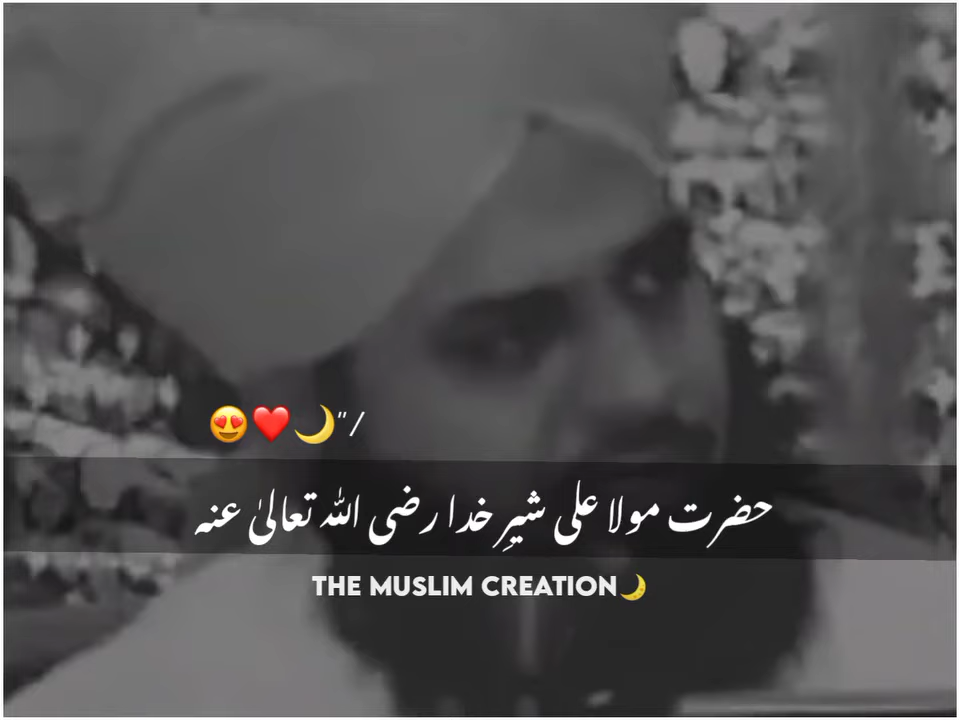 😍❤️🌙"/
حضرت مولا علی شیرِ خدا رضی اللہ تعالیٰ عنہ
THE MUSLIM CREATION🌙